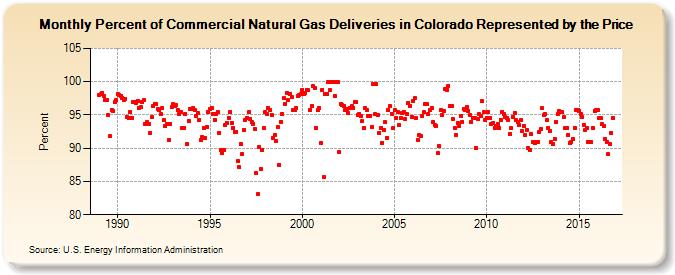 Monthly Percent of Commercial Natural Gas Deliveries in Colorado Represented by the Price
Percent
105
100
95
90
85
80
1990 1995 2000 2005 2010 2015
Source: U.S. Energy Information Administration